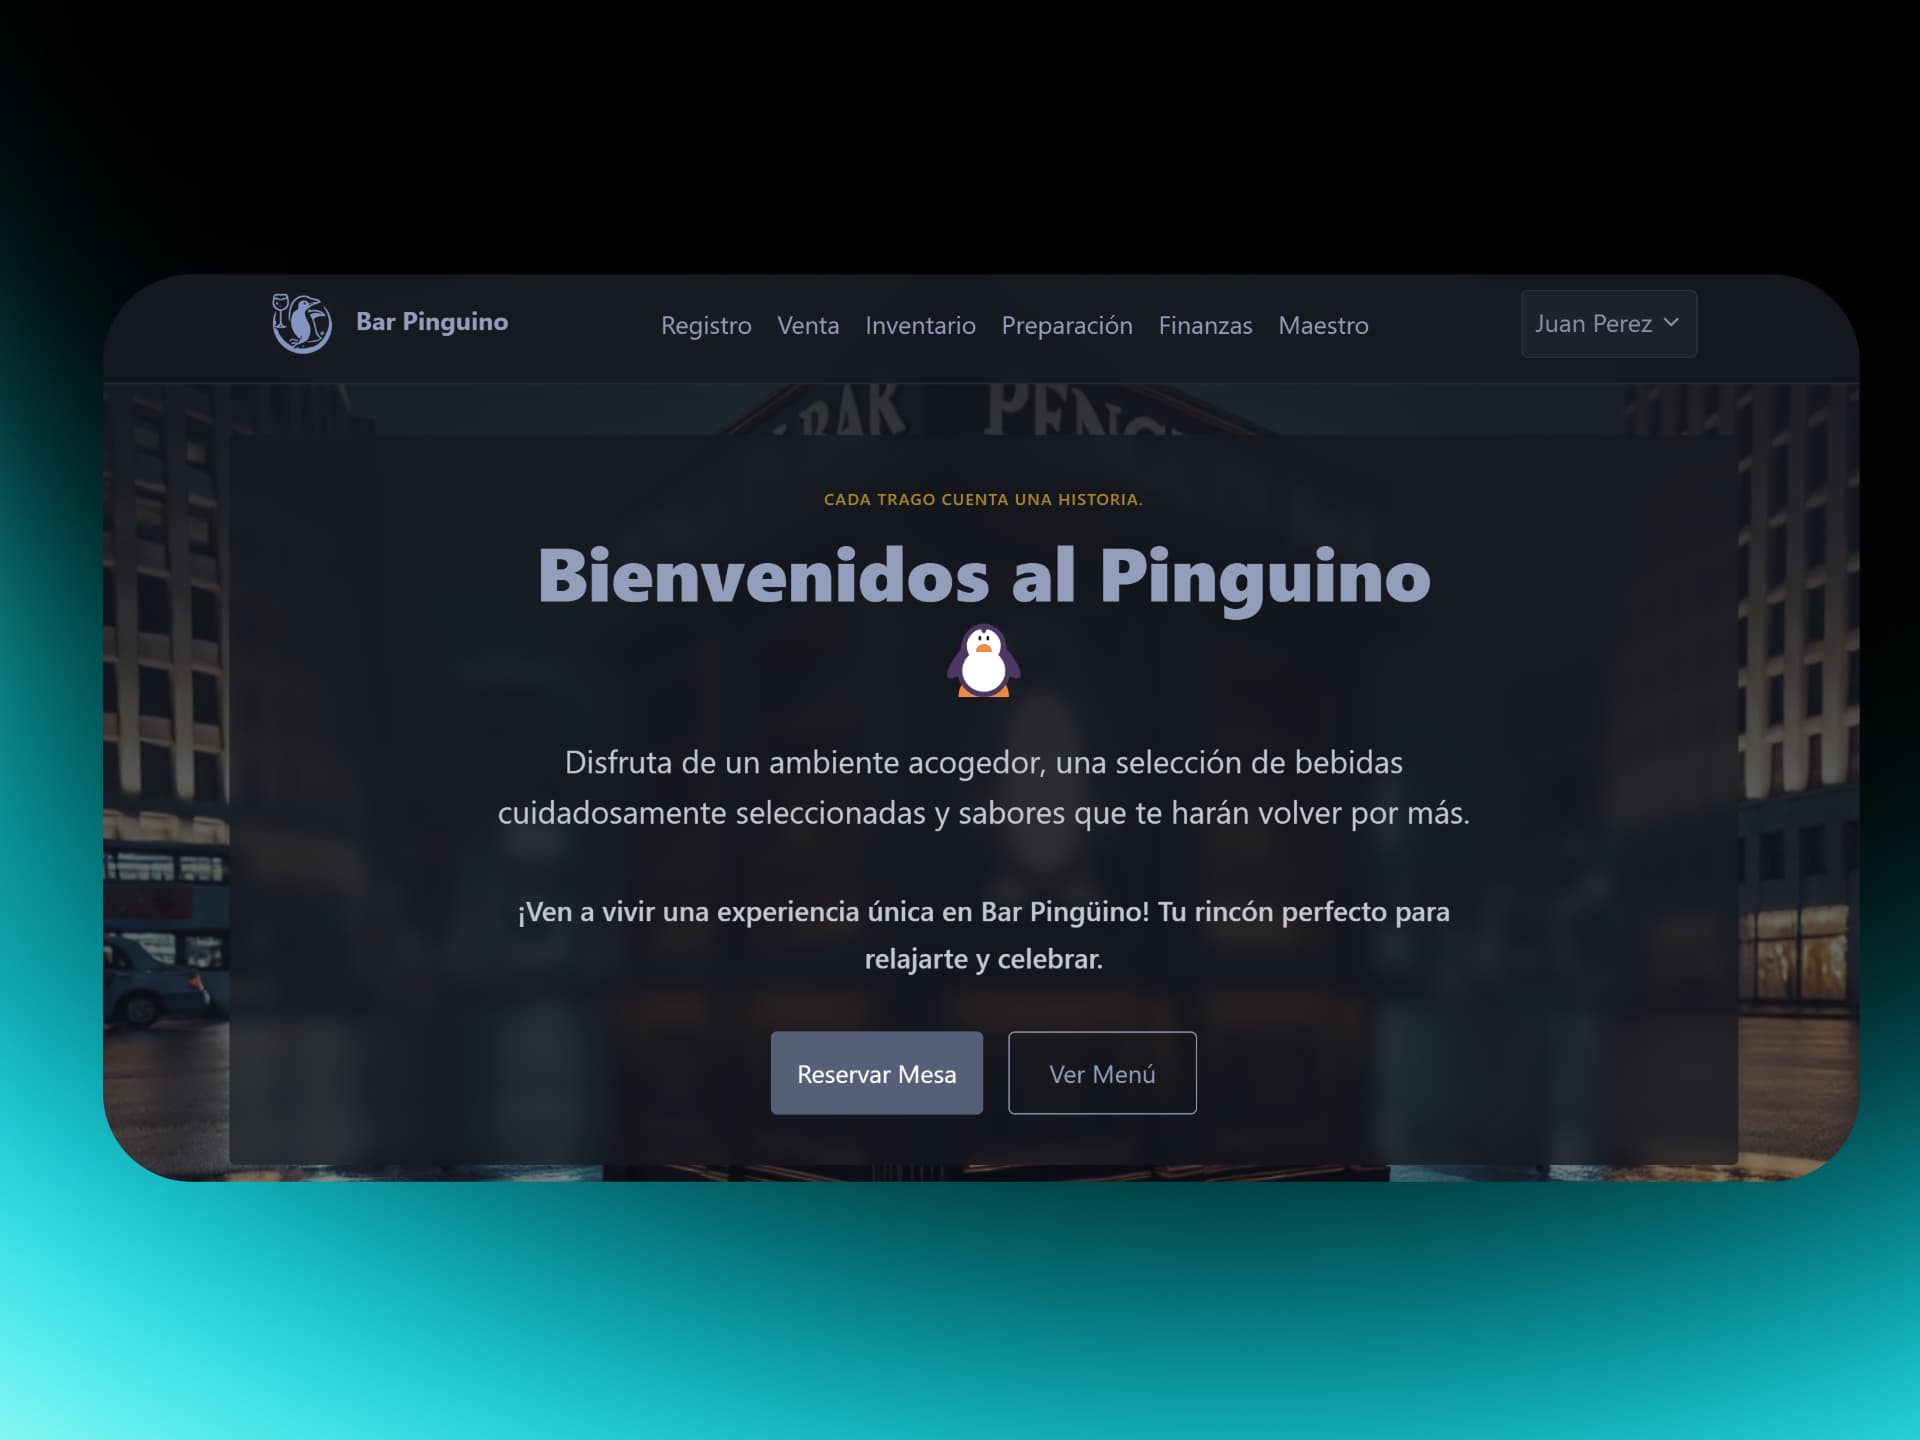 Bar Pinguino
Registro Venta Inventario Preparación Finanzas Maestro
Juan Perez
BAR PENG
CADA TRAGO CUENTA UNA HISTORIA.
Bienvenidos al Pinguino
Disfruta de un ambiente acogedor, una selección de bebidas
cuidadosamente seleccionadas y sabores que te harán volver por más.
¡Ven a vivir una experiencia única en Bar Pingüino! Tu rincón perfecto para
relajarte y celebrar.
Reservar Mesa
Ver Menú